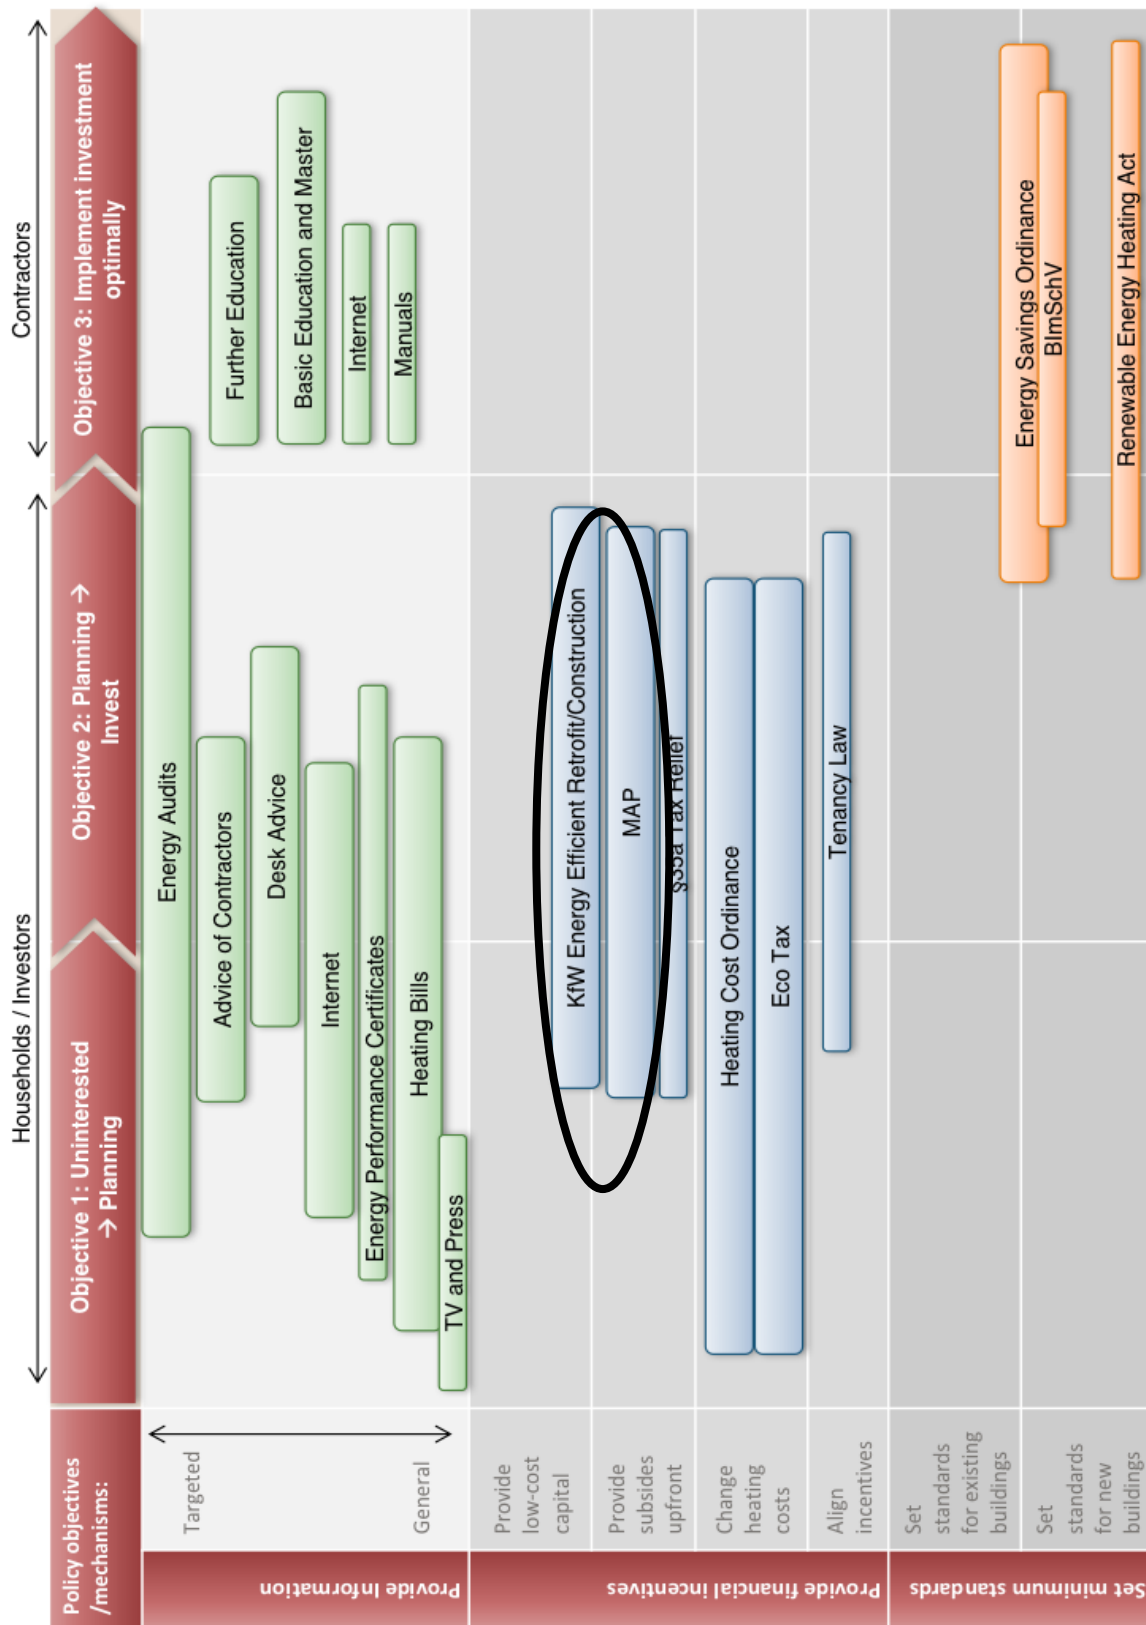 Households / Investors
Contractors
Policy objectives
/mechanisms:
Objective 1: Uninterested
→ Planning
Objective 2: Planning →
Invest
Objective 3: Implement investment
optimally
Provide Information
Targeted
General
Energy Audits
Advice of Contractors
Desk Advice
Internet
Energy Performance Certificates
Heating Bills
TV and Press
Further Education
Basic Education and Master
Internet
Manuals
Provide financial incentives
Provide
low-cost
capital
Provide
subsides
upfront
Change
heating
costs
Align
incentives
KfW Energy Efficient Retrofit/Construction
MAP
§35a Tax Relief
Heating Cost Ordinance
Eco Tax
Tenancy Law
Set minimum standards
Set
standards
for existing
buildings
Set
standards
for new
buildings
Energy Savings Ordinance
BImSchV
Renewable Energy Heating Act